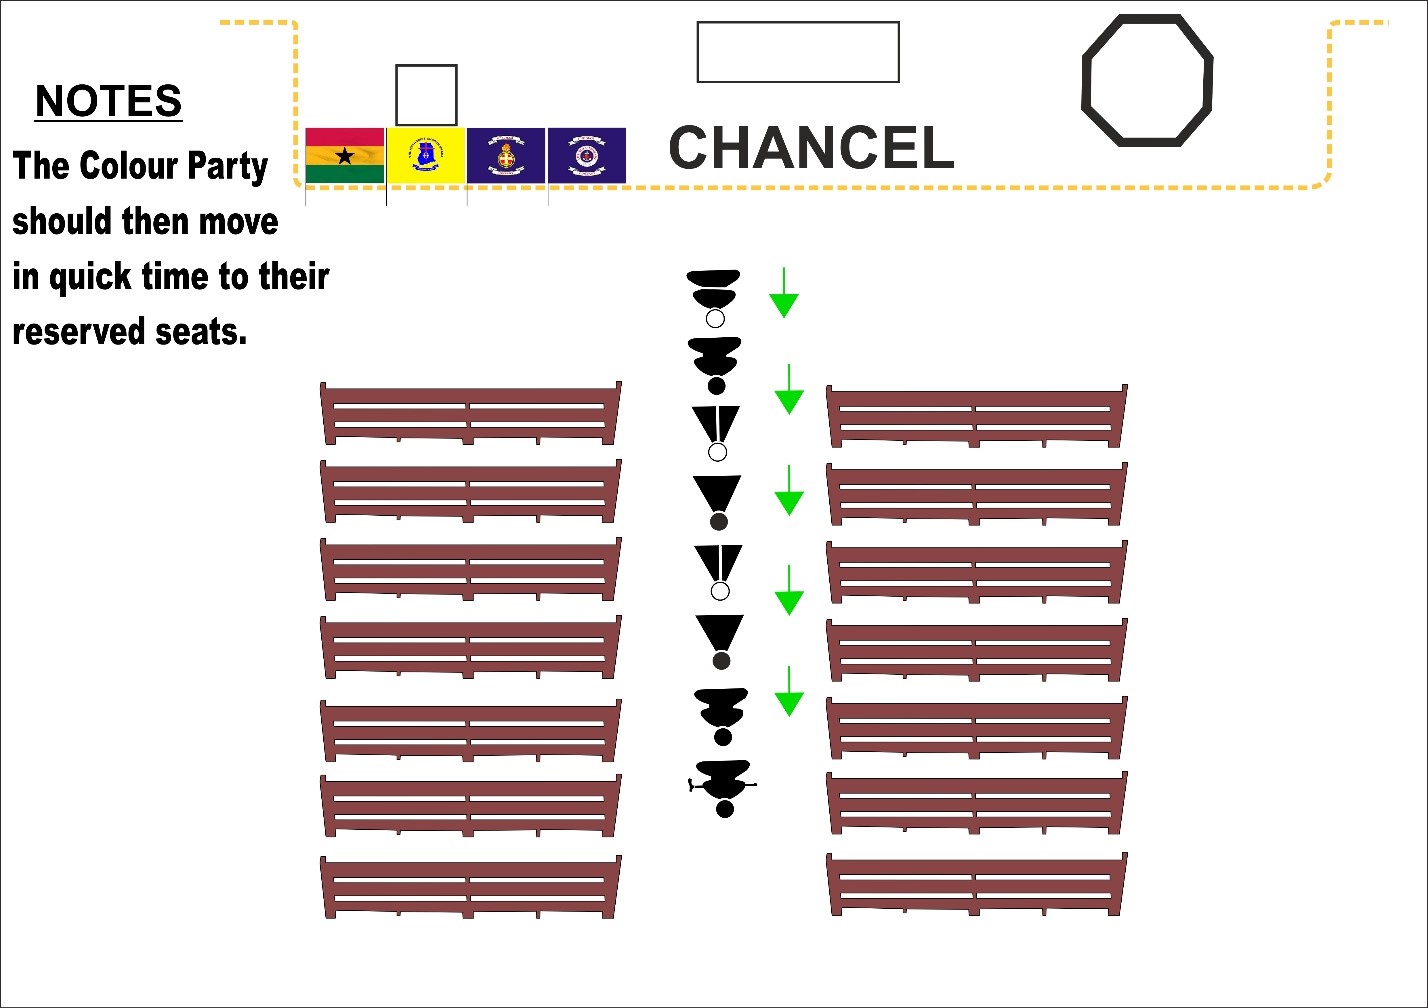 NOTES
The Colour Party
should then move
in quick time to their
reserved seats.
CHANCEL